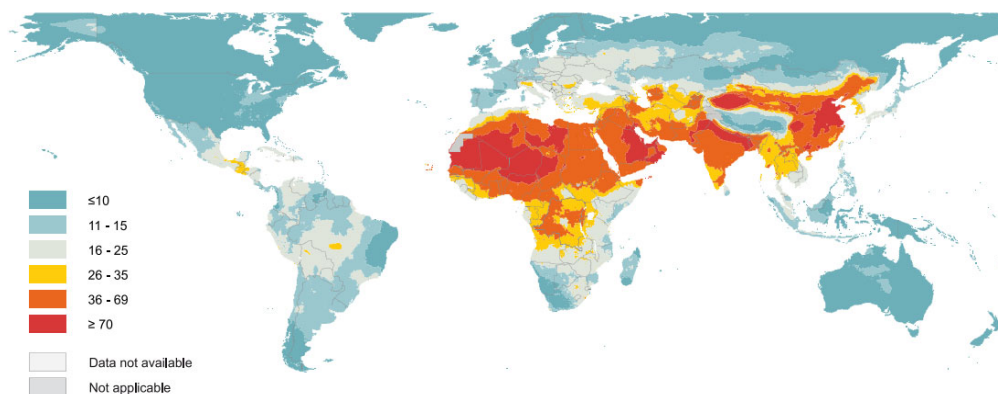 ≤10
11 - 15
16 - 25
26 - 35
36 - 69
≥ 70
Data not available
Not applicable